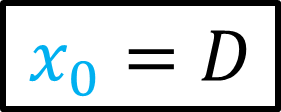 x₀ = D